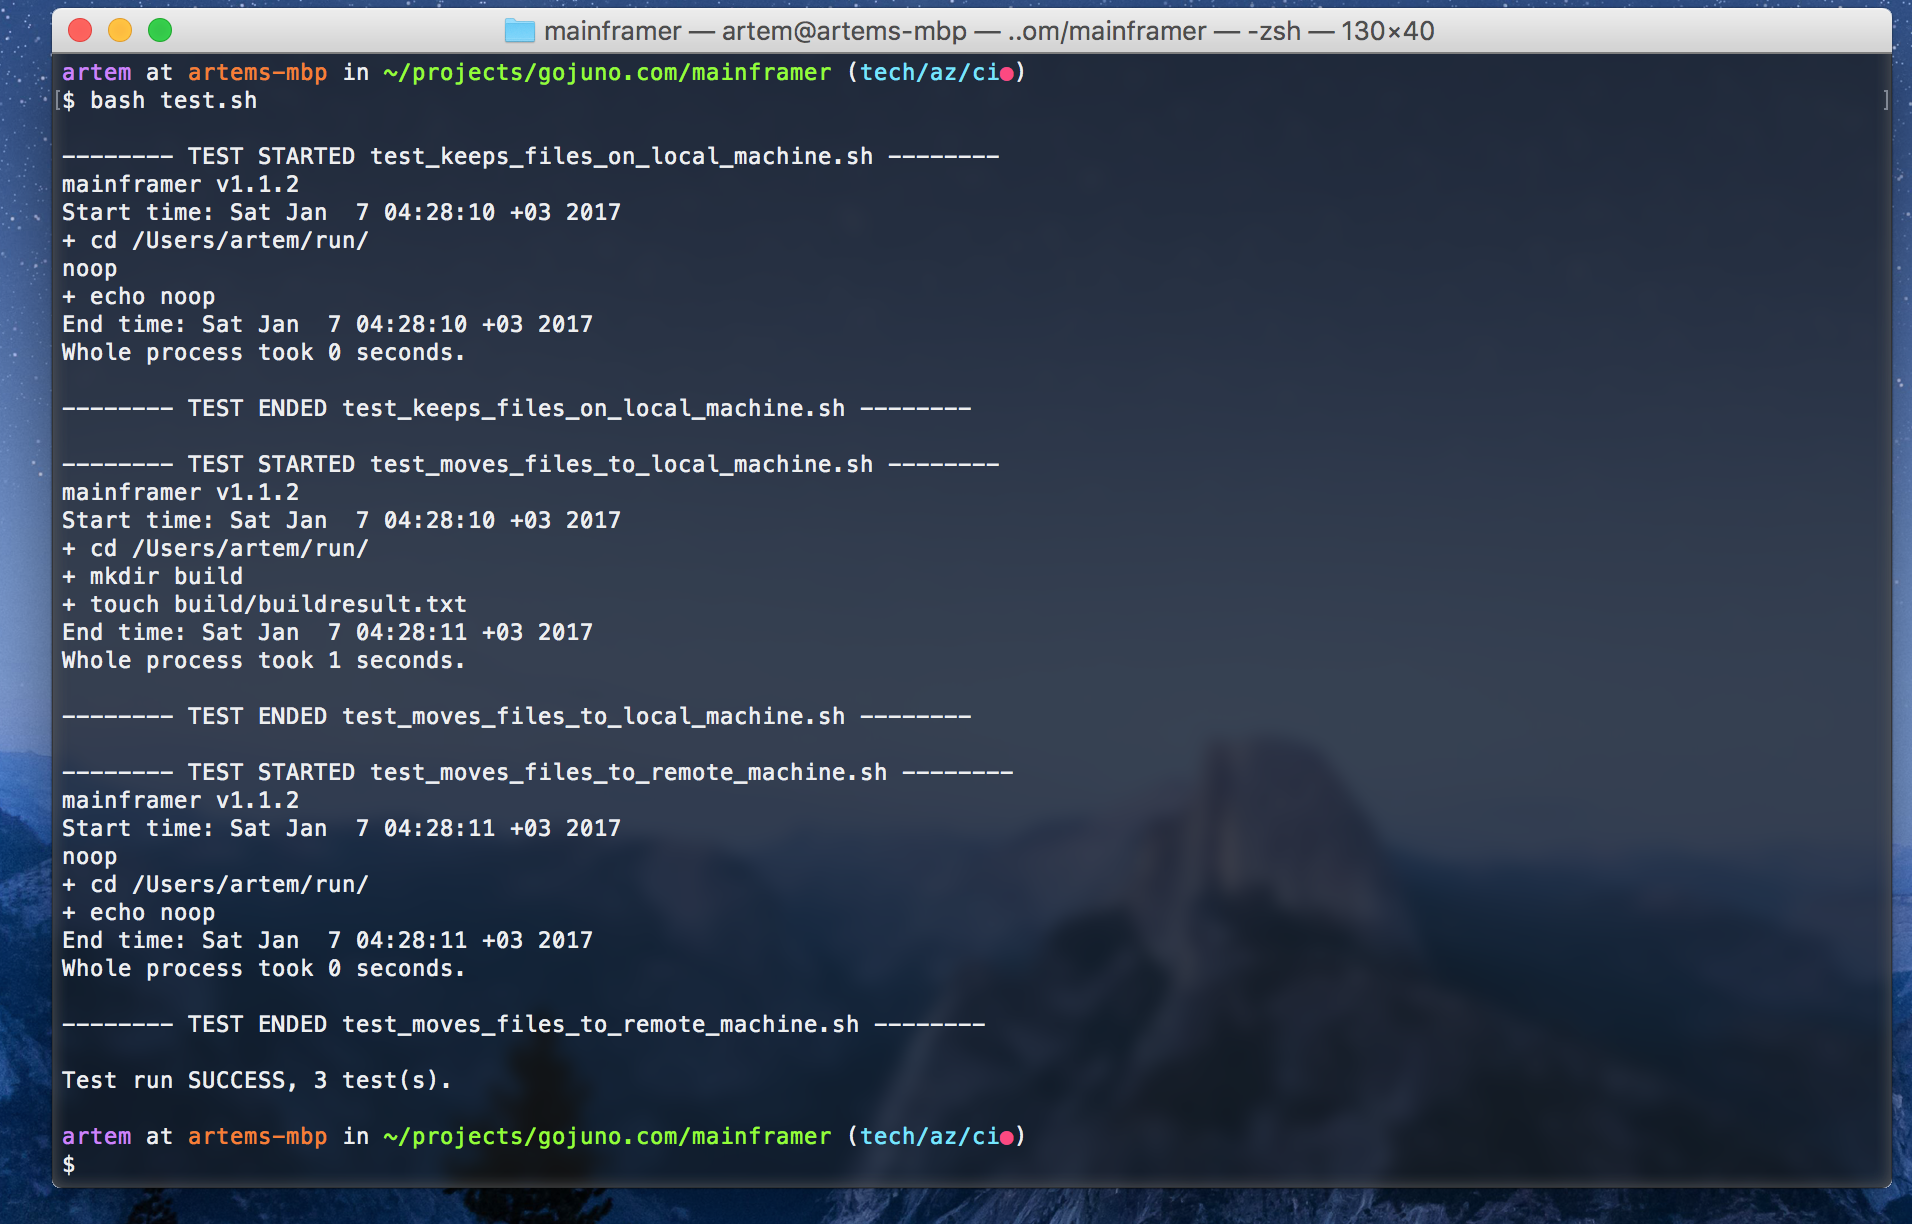 mainframer — artem@artems-mbp — ..om/mainframer — -zsh — 130×40
artem at artems-mbp in ~/projects/gojuno.com/mainframer (tech/az/ci●)
[$ bash test.sh ]
-------- TEST STARTED test_keeps_files_on_local_machine.sh --------
mainframer v1.1.2
Start time: Sat Jan  7 04:28:10 +03 2017
+ cd /Users/artem/run/
noop
+ echo noop
End time: Sat Jan  7 04:28:10 +03 2017
Whole process took 0 seconds.
-------- TEST ENDED test_keeps_files_on_local_machine.sh --------
-------- TEST STARTED test_moves_files_to_local_machine.sh --------
mainframer v1.1.2
Start time: Sat Jan  7 04:28:10 +03 2017
+ cd /Users/artem/run/
+ mkdir build
+ touch build/buildresult.txt
End time: Sat Jan  7 04:28:11 +03 2017
Whole process took 1 seconds.
-------- TEST ENDED test_moves_files_to_local_machine.sh --------
-------- TEST STARTED test_moves_files_to_remote_machine.sh --------
mainframer v1.1.2
Start time: Sat Jan  7 04:28:11 +03 2017
noop
+ cd /Users/artem/run/
+ echo noop
End time: Sat Jan  7 04:28:11 +03 2017
Whole process took 0 seconds.
-------- TEST ENDED test_moves_files_to_remote_machine.sh --------
Test run SUCCESS, 3 test(s).
artem at artems-mbp in ~/projects/gojuno.com/mainframer (tech/az/ci●)
$